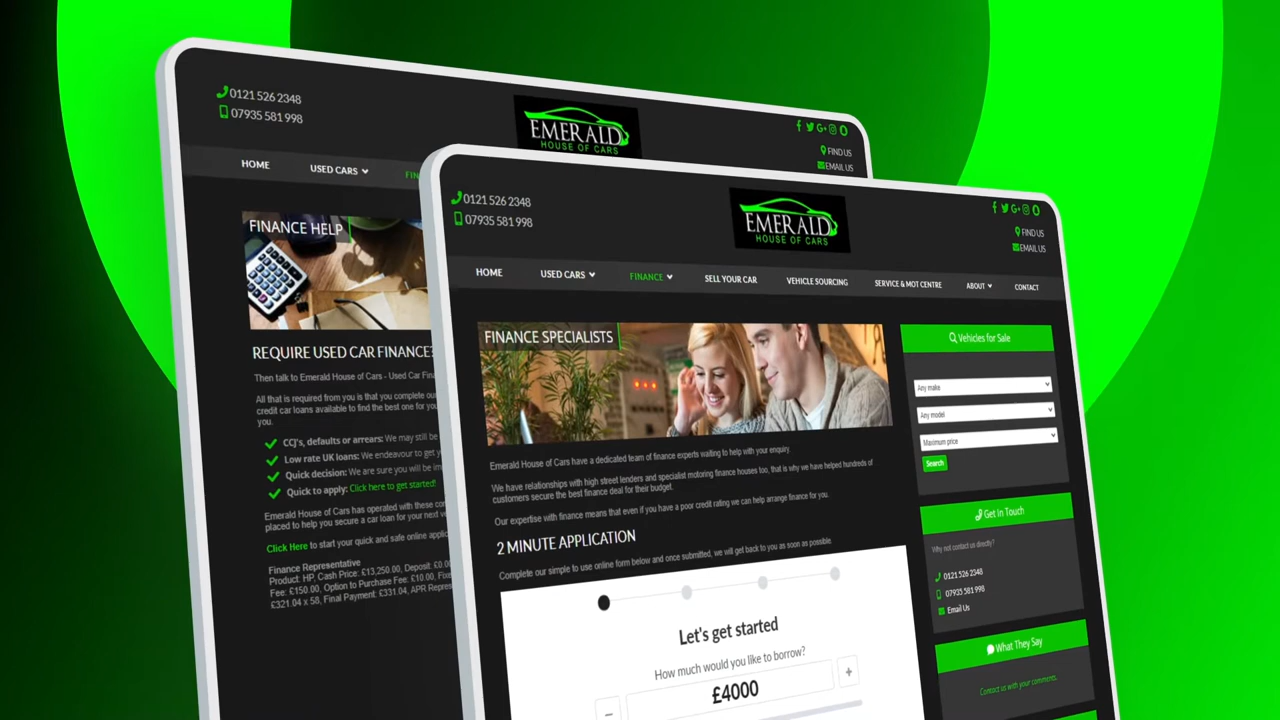 0121 526 2348
07935 581 998
EMERALD
HOUSE OF CARS
FIND US
EMAIL US
HOME
USED CARS
FIN
FINANCE HELP
REQUIRE USED CAR FINANCE?
Then talk to Emerald House of Cars - Used Car Fina
All that is required from you is that you complete our
credit car loans available to find the best one for you
you.
CCJ's, defaults or arrears: We may still be
Low rate UK loans: We endeavour to get y
Quick decision: We are sure you will be im
Quick to apply: Click here to get started!
Emerald House of Cars has operated with these com
placed to help you secure a car loan for your next v
Click Here to start your quick and safe online applic
Finance Representative
Product: HP, Cash Price: £13,250.00, Deposit: £0.00
Fee: £150.00, Option to Purchase Fee: £10.00, Fixe
£321.04 x 58, Final Payment: £331.04, APR Repres
0121 526 2348
07935 581 998
EMERALD
HOUSE OF CARS
FIND US
EMAIL US
HOME
USED CARS
FINANCE
SELL YOUR CAR
VEHICLE SOURCING
SERVICE & MOT CENTRE
ABOUT
CONTACT
FINANCE SPECIALISTS
Emerald House of Cars have a dedicated team of finance experts waiting to help with your enquiry.
We have relationships with high street lenders and specialist motoring finance houses too, that is why we have helped hundreds of
customers secure the best finance deal for their budget.
Our expertise with finance means that even if you have a poor credit rating we can help arrange finance for you.
2 MINUTE APPLICATION
Complete our simple to use online form below and once submitted, we will get back to you as soon as possible.
Let's get started
How much would you like to borrow?
£4000
Vehicles for Sale
Any make
Any model
Maximum price
Search
Get In Touch
Why not contact us directly?
0121 526 2348
07935 581 998
Email Us
What They Say
Contact us with your comments.